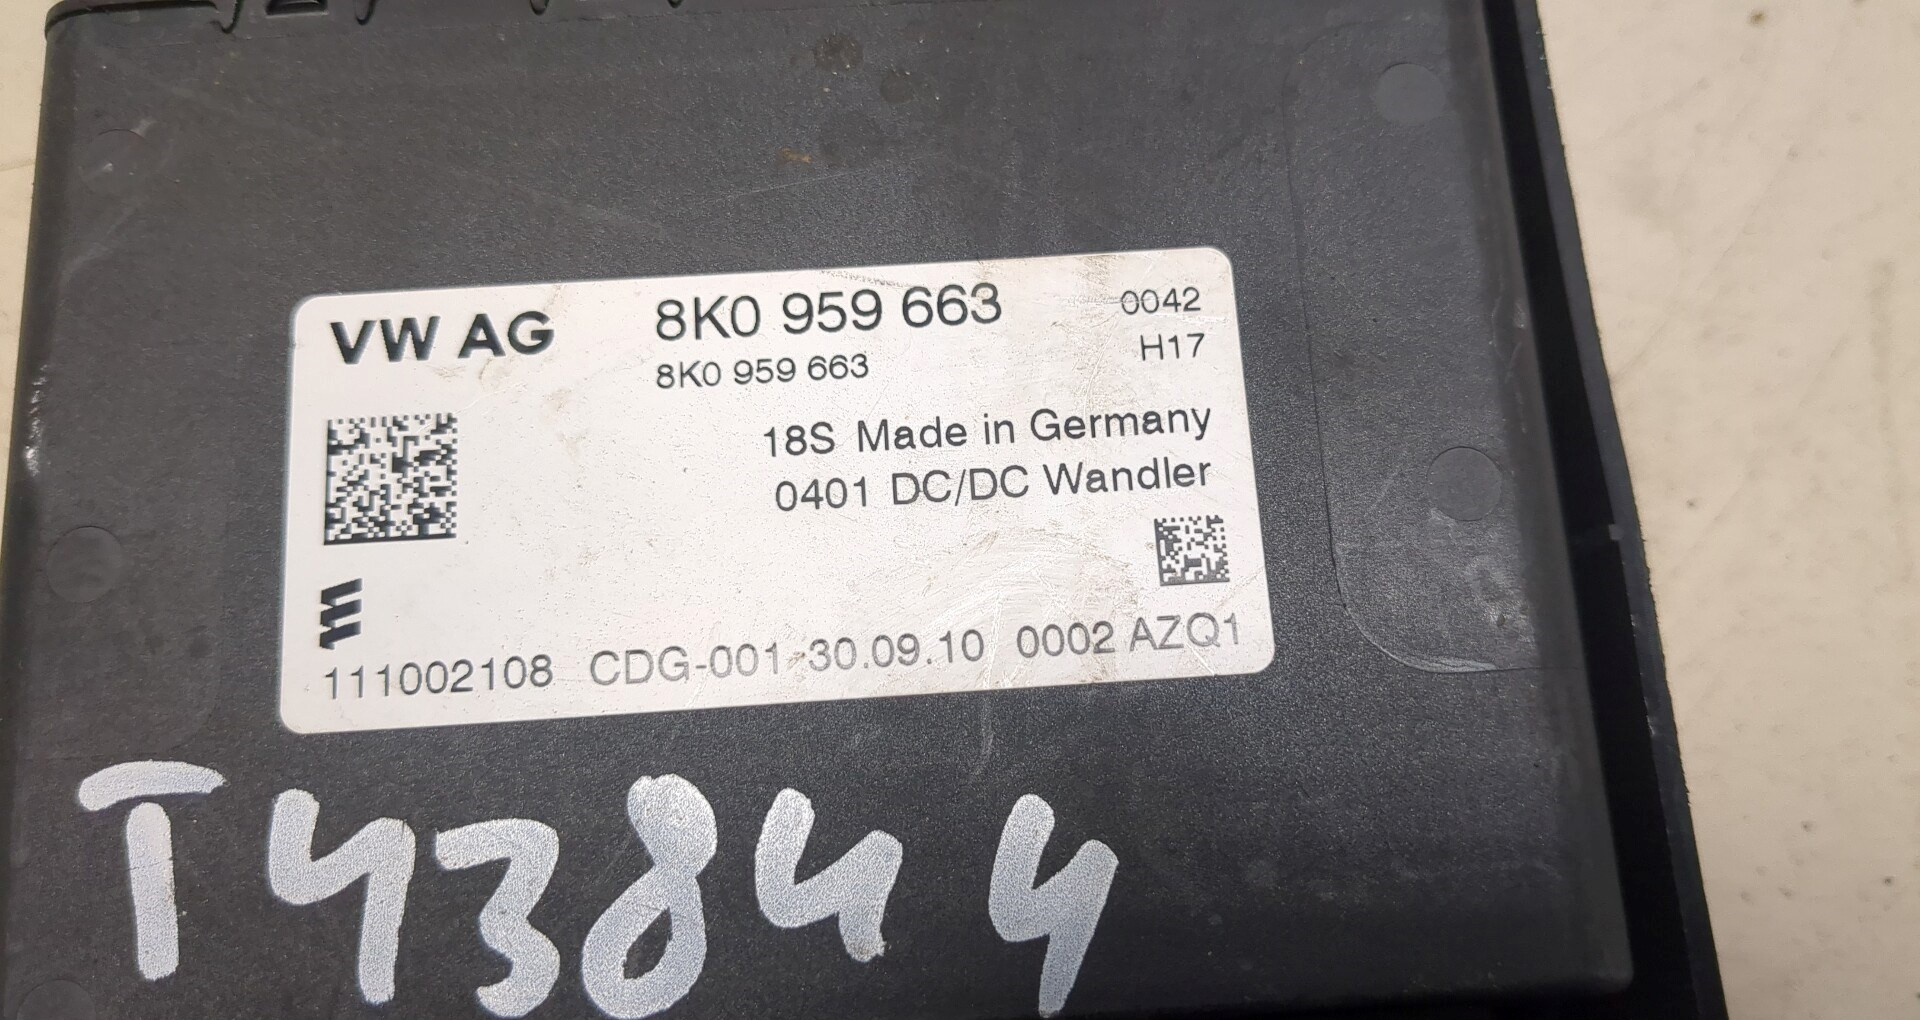 VW AG 8K0 959 663 0042
8K0 959 663 H17
18S Made in Germany
0401 DC/DC Wandler
111002108 CDG-001-30.09.10 0002 AZQ1
T43844